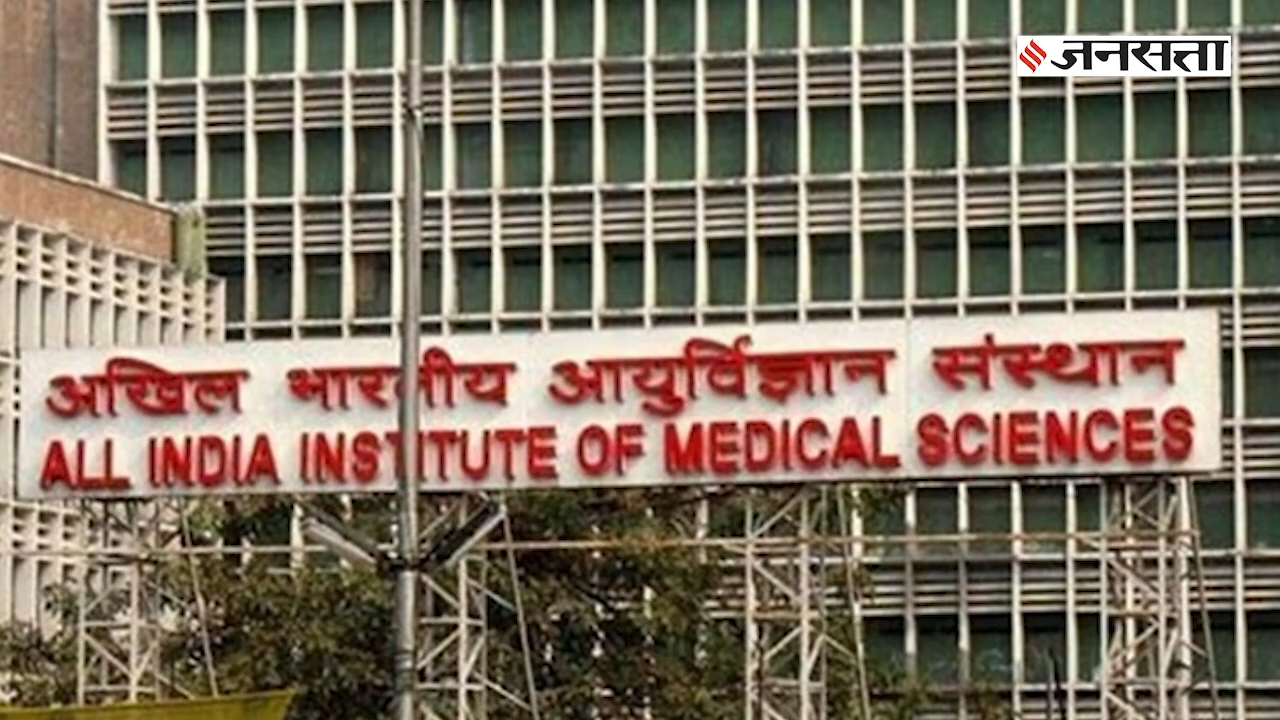 जनसत्ता
अखिल भारतीय आयुर्विज्ञान संस्थान
ALL INDIA INSTITUTE OF MEDICAL SCIENCES